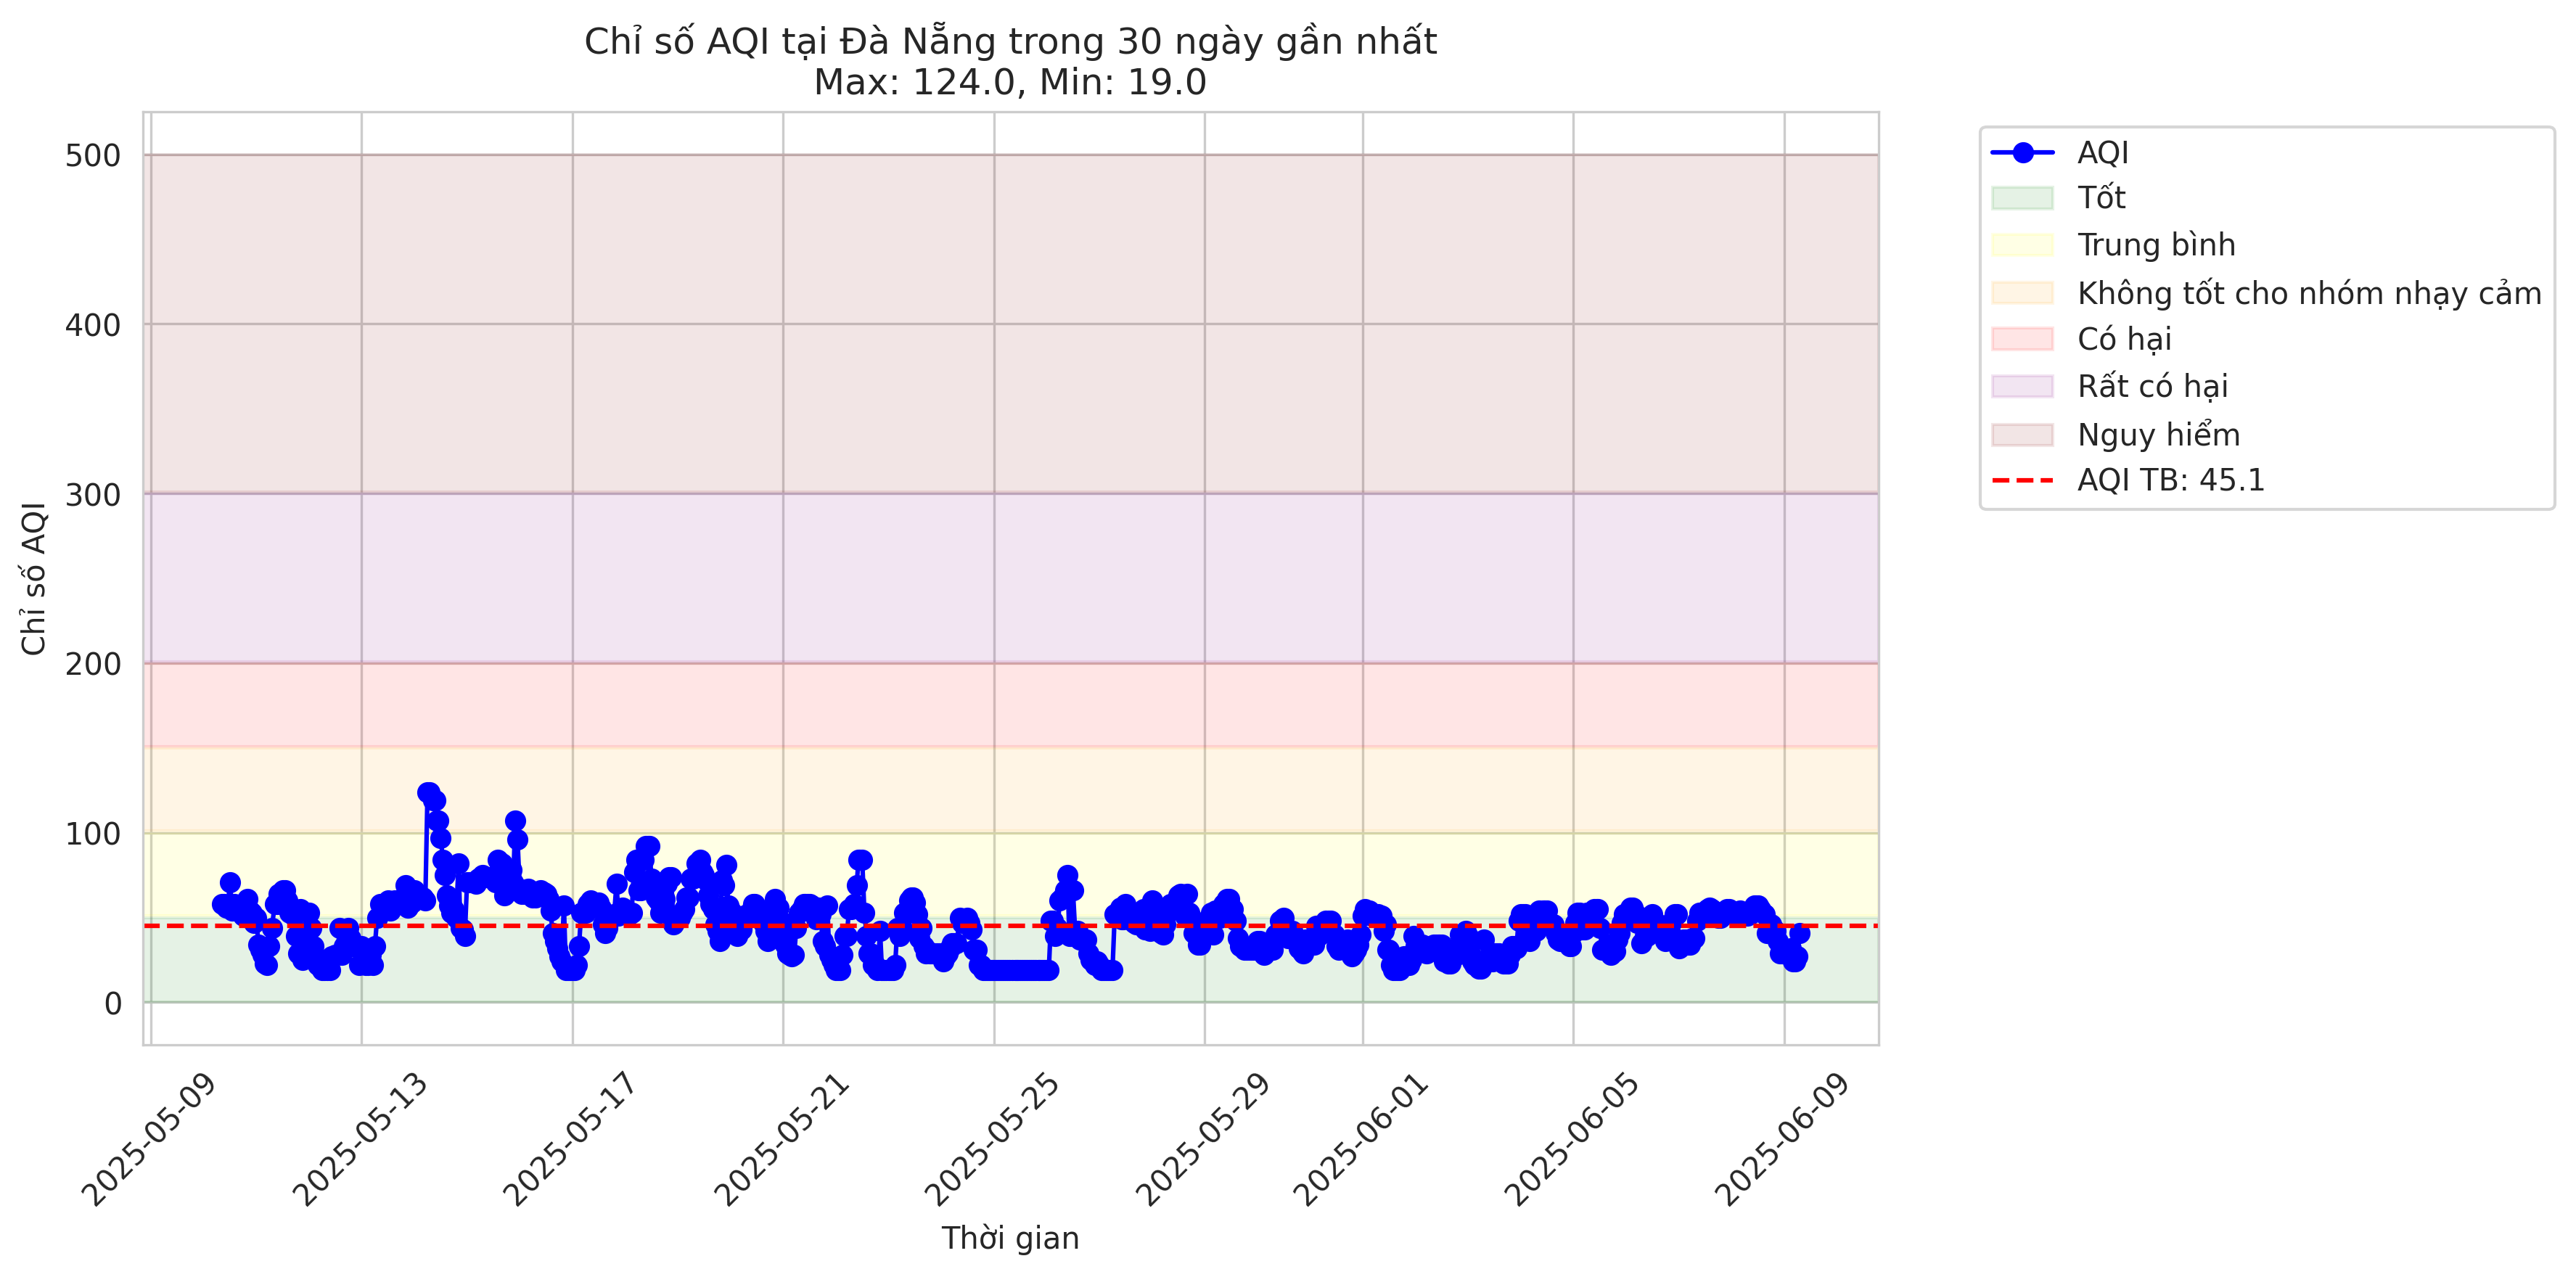 Chỉ số AQI tại Đà Nẵng trong 30 ngày gần nhất
Max: 124.0, Min: 19.0
Chỉ số AQI
500
400
300
200
100
0
2025-05-09
2025-05-13
2025-05-17
2025-05-21
2025-05-25
2025-05-29
2025-06-01
2025-06-05
2025-06-09
Thời gian
AQI
Tốt
Trung bình
Không tốt cho nhóm nhạy cảm
Có hại
Rất có hại
Nguy hiểm
AQI TB: 45.1